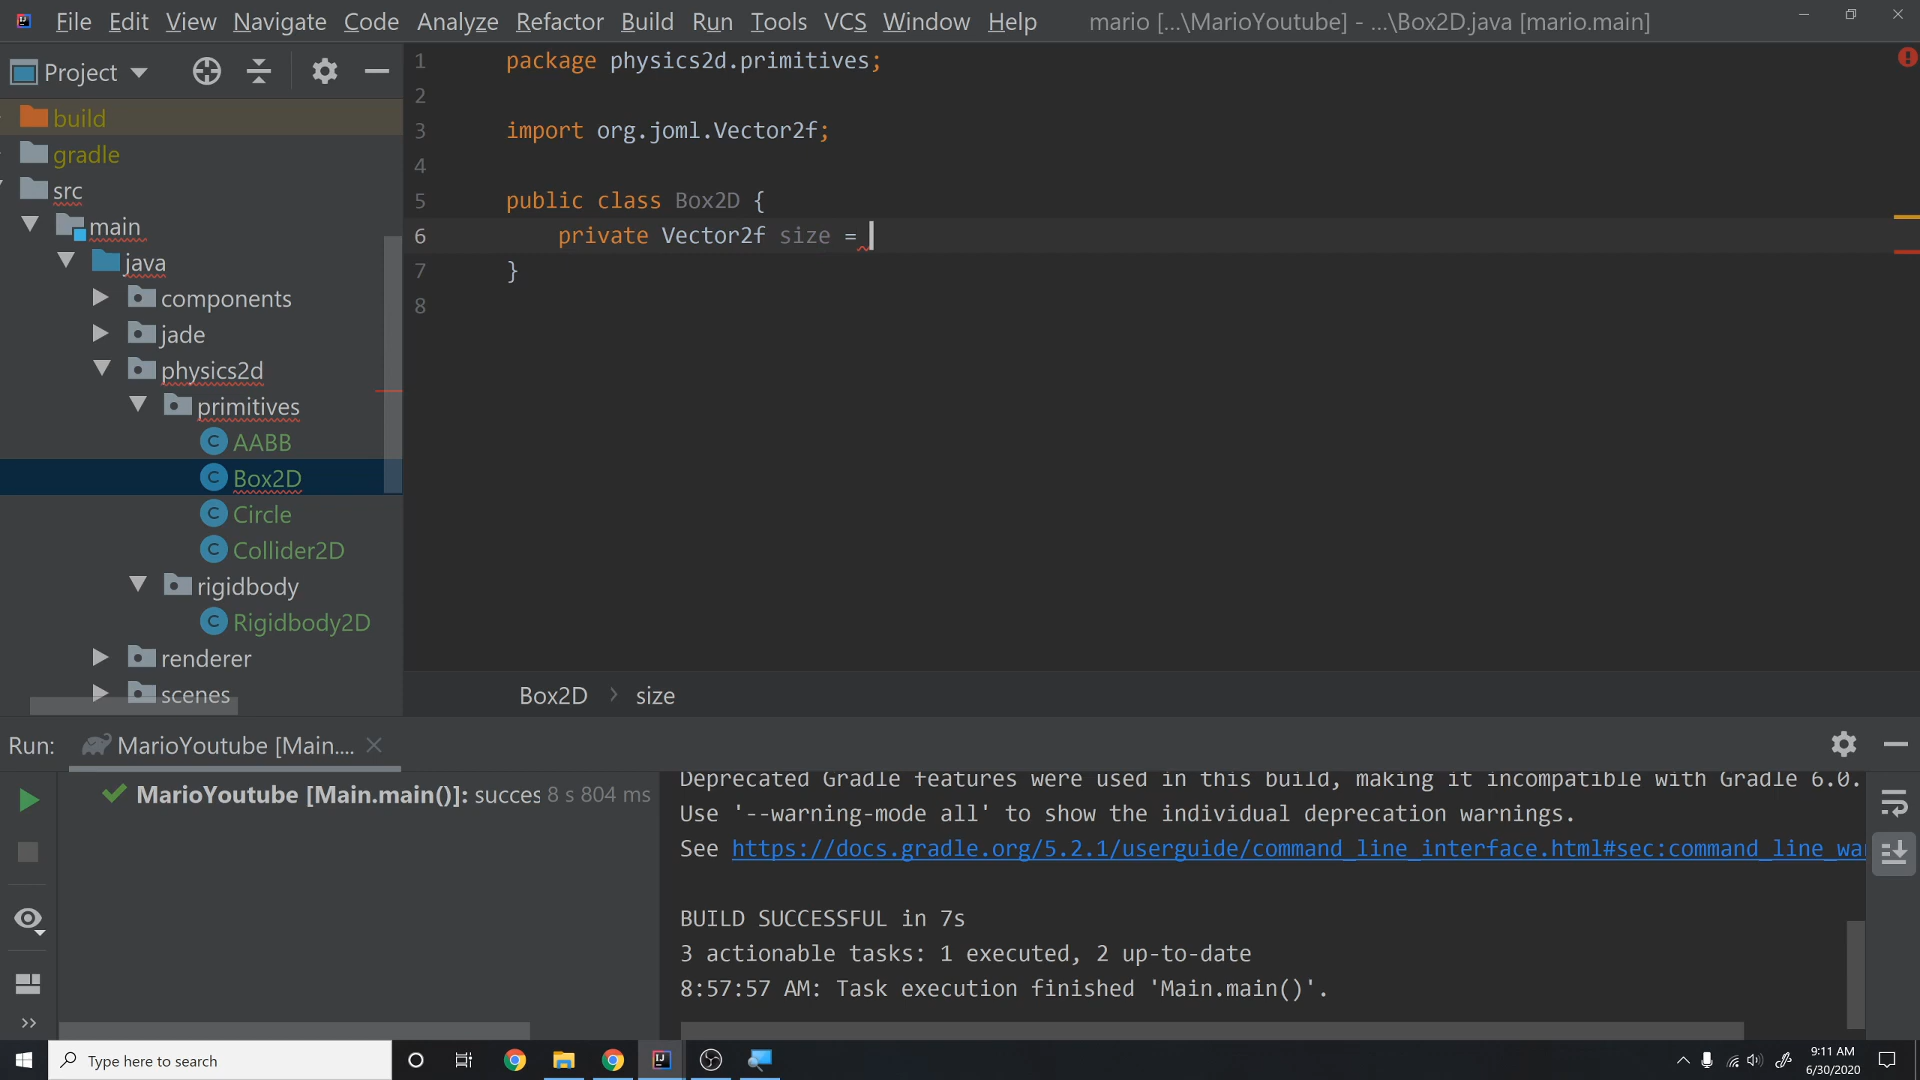 File Edit View Navigate Code Analyze Refactor Build Run Tools VCS Window Help mario [...\MarioYoutube] - ...\Box2D.java [mario.main]
Project
build
gradle
src
main
java
components
jade
physics2d
primitives
AABB
Box2D
Circle
Collider2D
rigidbody
Rigidbody2D
renderer
scenes
1 package physics2d.primitives;
2
3 import org.joml.Vector2f;
4
5 public class Box2D {
6 private Vector2f size =
7 }
8
Box2D > size
Run: MarioYoutube [Main....
MarioYoutube [Main.main()]: succes 8 s 804 ms
Deprecated Gradle features were used in this build, making it incompatible with Gradle 6.0.
Use '--warning-mode all' to show the individual deprecation warnings.
See https://docs.gradle.org/5.2.1/userguide/command_line_interface.html#sec:command_line_wa
BUILD SUCCESSFUL in 7s
3 actionable tasks: 1 executed, 2 up-to-date
8:57:57 AM: Task execution finished 'Main.main()'.
Type here to search
9:11 AM
6/30/2020